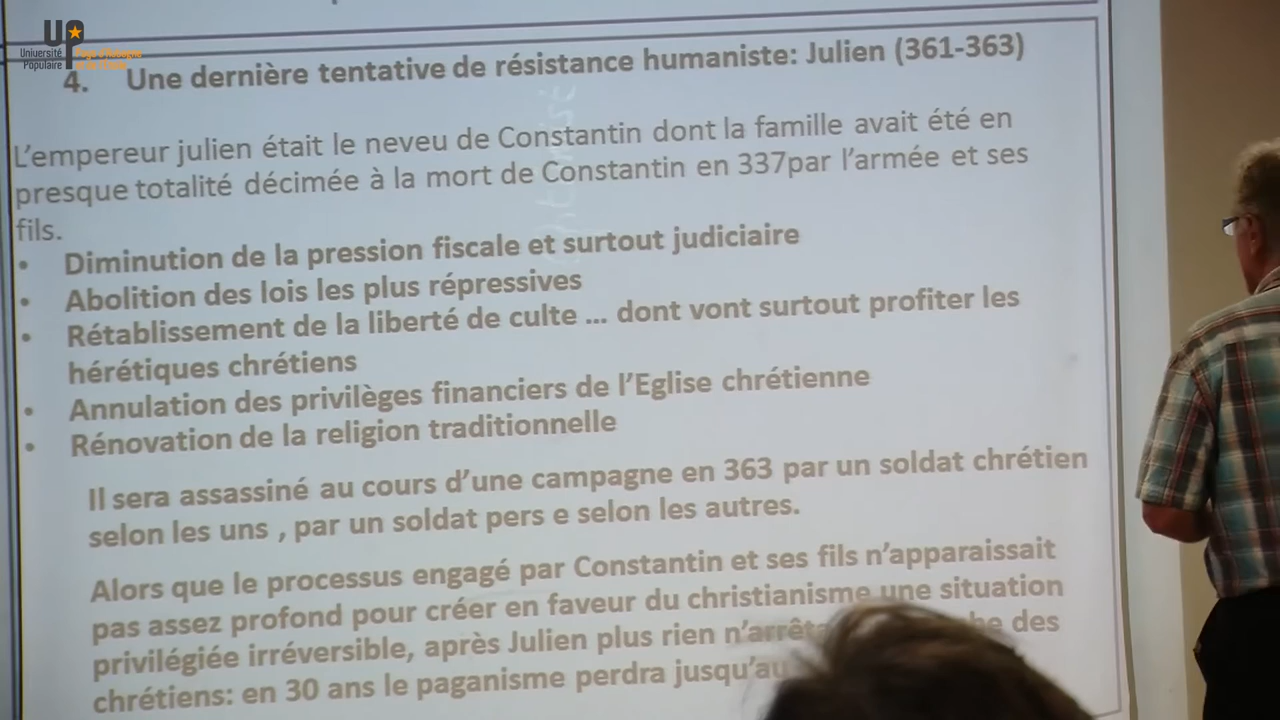 UP
Université
Populaire
Pays d'Aubagne
et de l'Étoile
4. Une dernière tentative de résistance humaniste: Julien (361-363)
L'empereur julien était le neveu de Constantin dont la famille avait été en
presque totalité décimée à la mort de Constantin en 337par l'armée et ses
fils.
• Diminution de la pression fiscale et surtout judiciaire
• Abolition des lois les plus répressives
• Rétablissement de la liberté de culte ... dont vont surtout profiter les
hérétiques chrétiens
• Annulation des privilèges financiers de l'Eglise chrétienne
• Rénovation de la religion traditionnelle
Il sera assassiné au cours d'une campagne en 363 par un soldat chrétien
selon les uns , par un soldat pers e selon les autres.
Alors que le processus engagé par Constantin et ses fils n'apparaissait
pas assez profond pour créer en faveur du christianisme une situation
privilégiée irréversible, après Julien plus rien des
chrétiens: en 30 ans le paganisme perdra